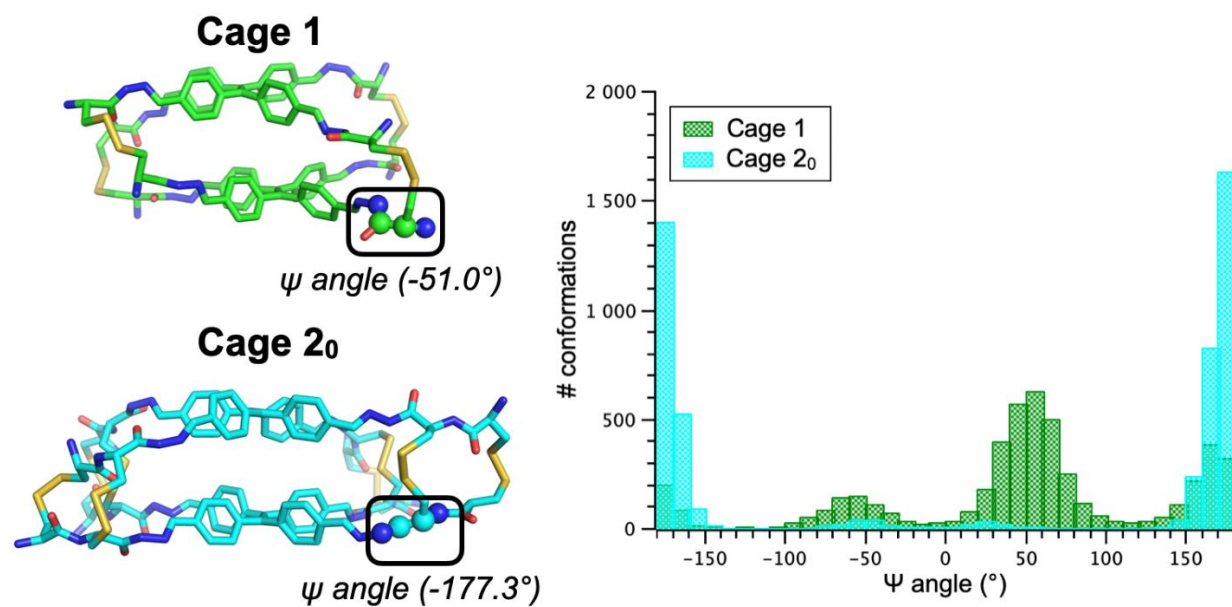 Cage 1
ψ angle (-51.0°)
Cage 2₀
ψ angle (-177.3°)
# conformations
2 000
1 500
1 000
500
0
Cage 1
Cage 2₀
-150
-100
-50
0
50
100
150
Ψ angle (°)